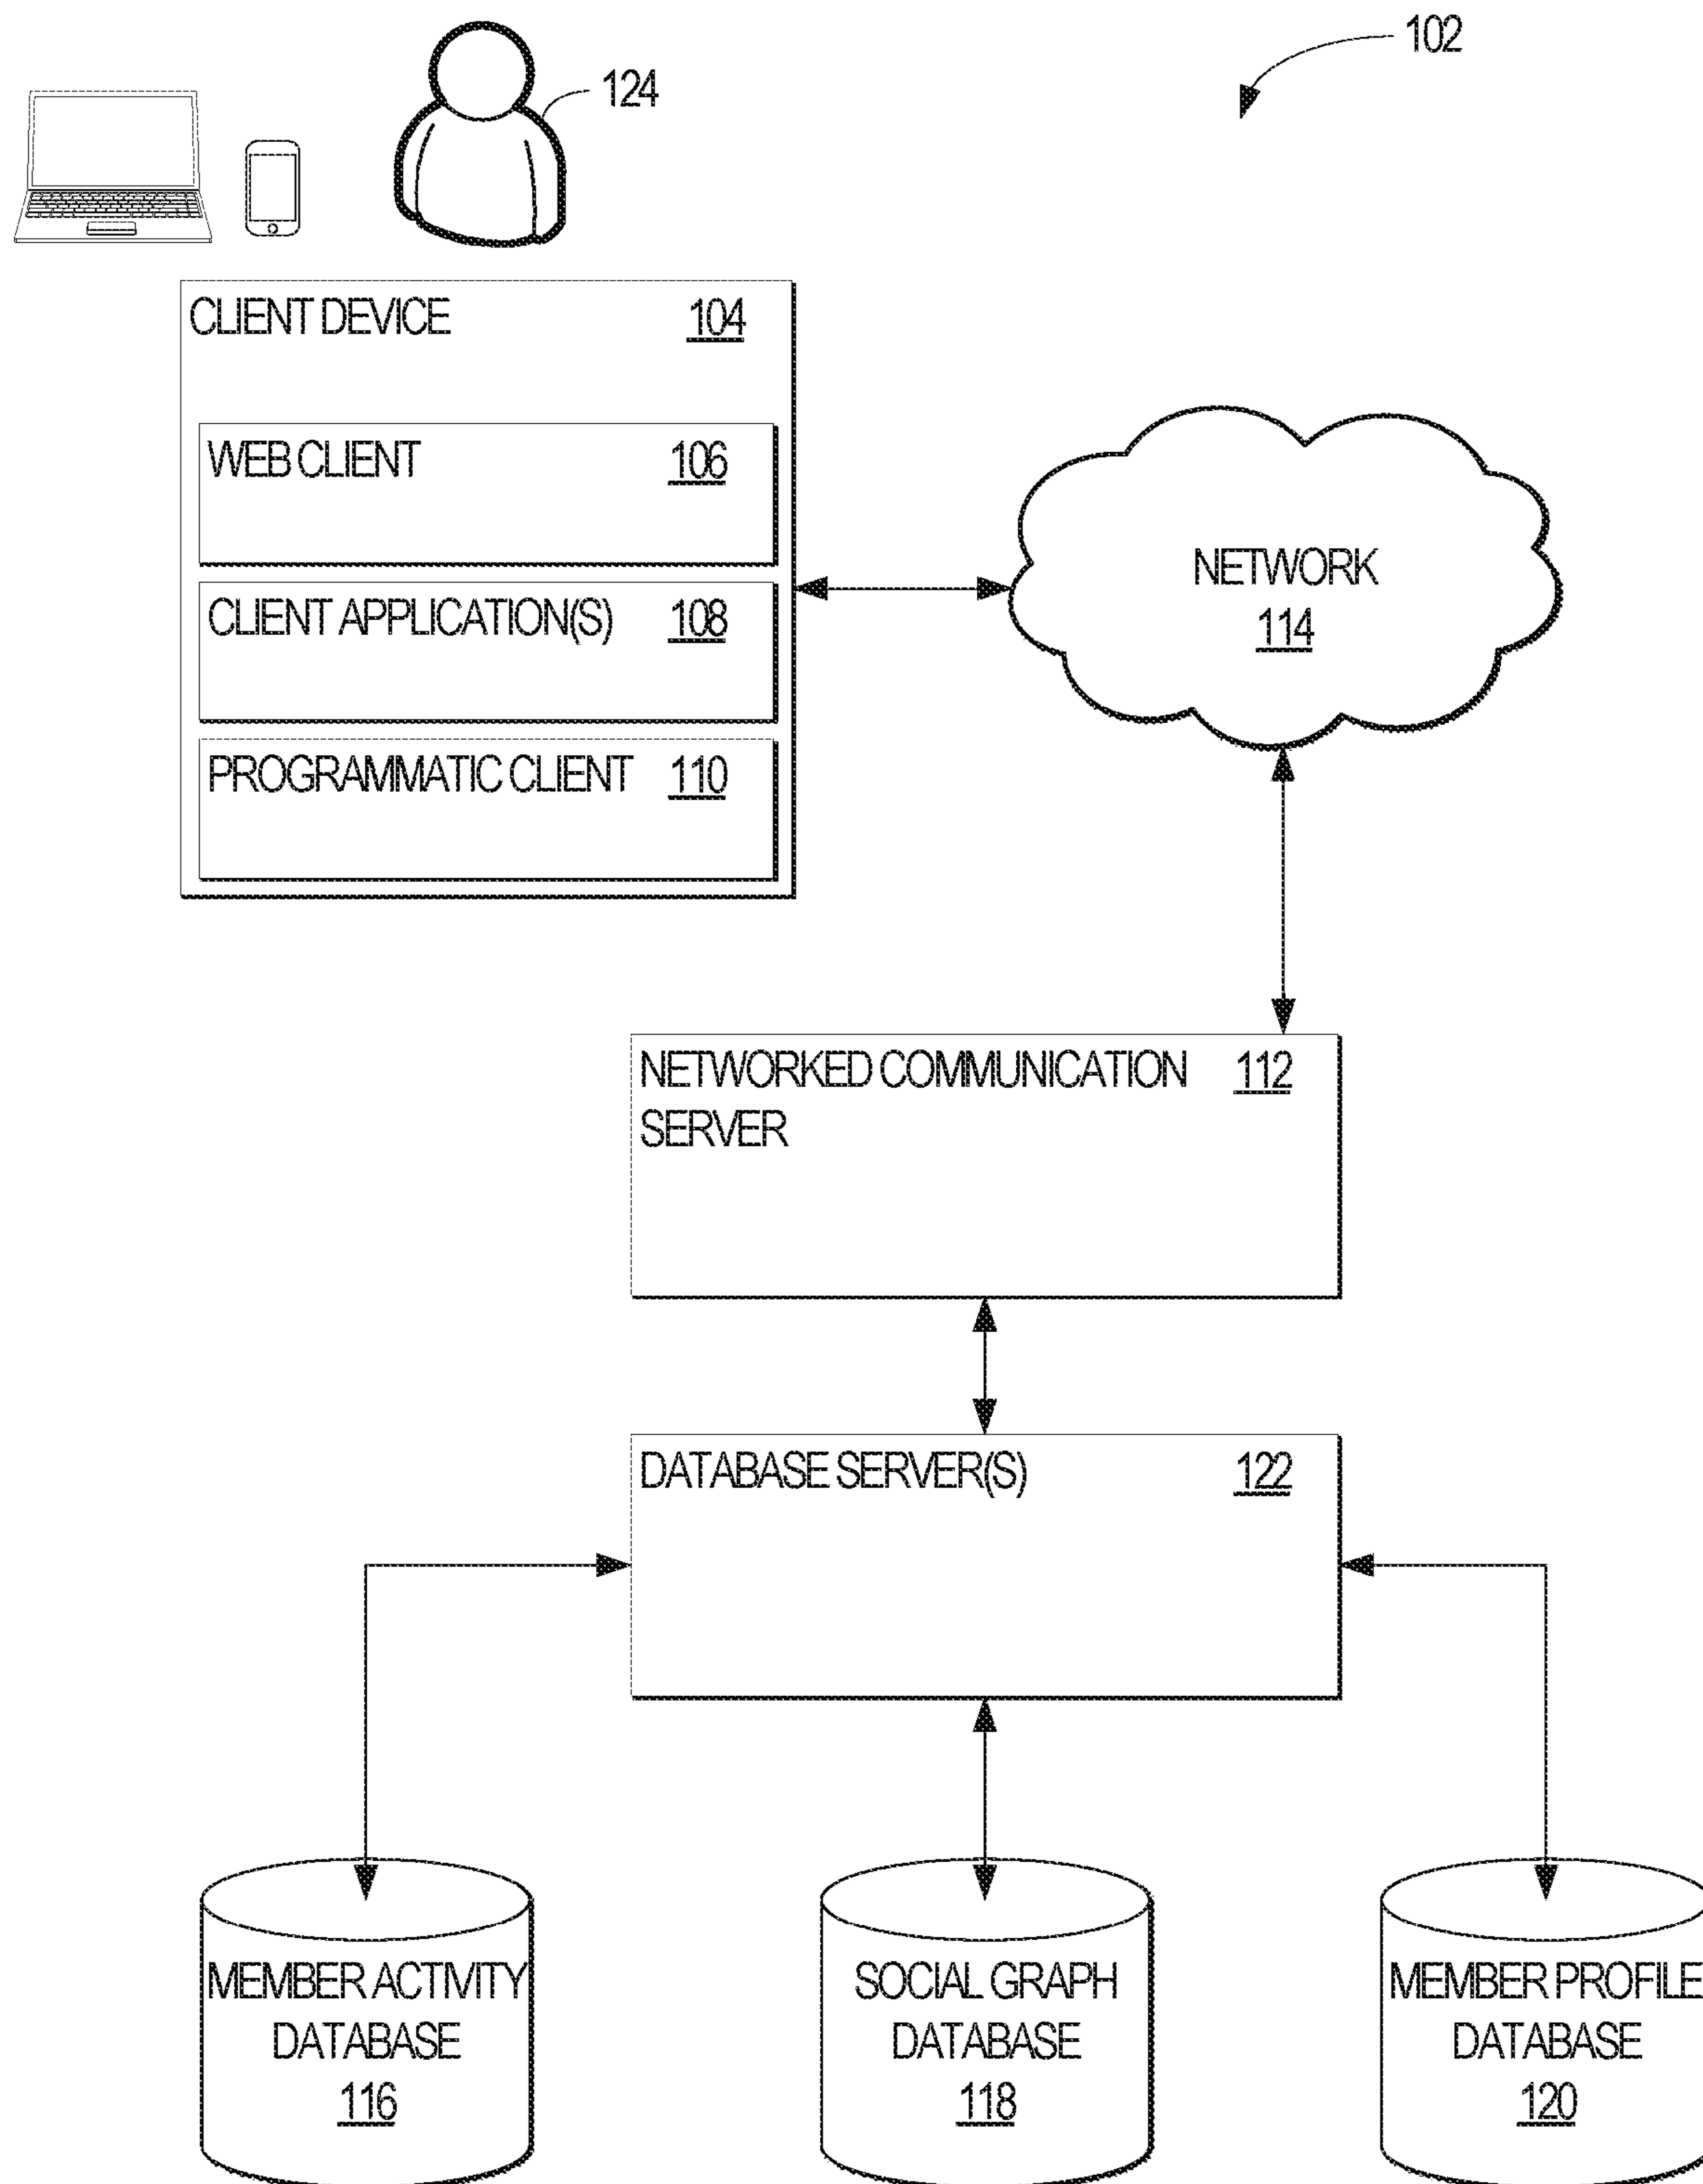 102
124
CLIENT DEVICE 104
WEB CLIENT 106
CLIENT APPLICATION(S) 108
PROGRAMMATIC CLIENT 110
NETWORK
114
NETWORKED COMMUNICATION 112
SERVER
DATABASE SERVER(S) 122
MEMBER ACTIVITY
DATABASE
116
SOCIAL GRAPH
DATABASE
118
MEMBER PROFILE
DATABASE
120